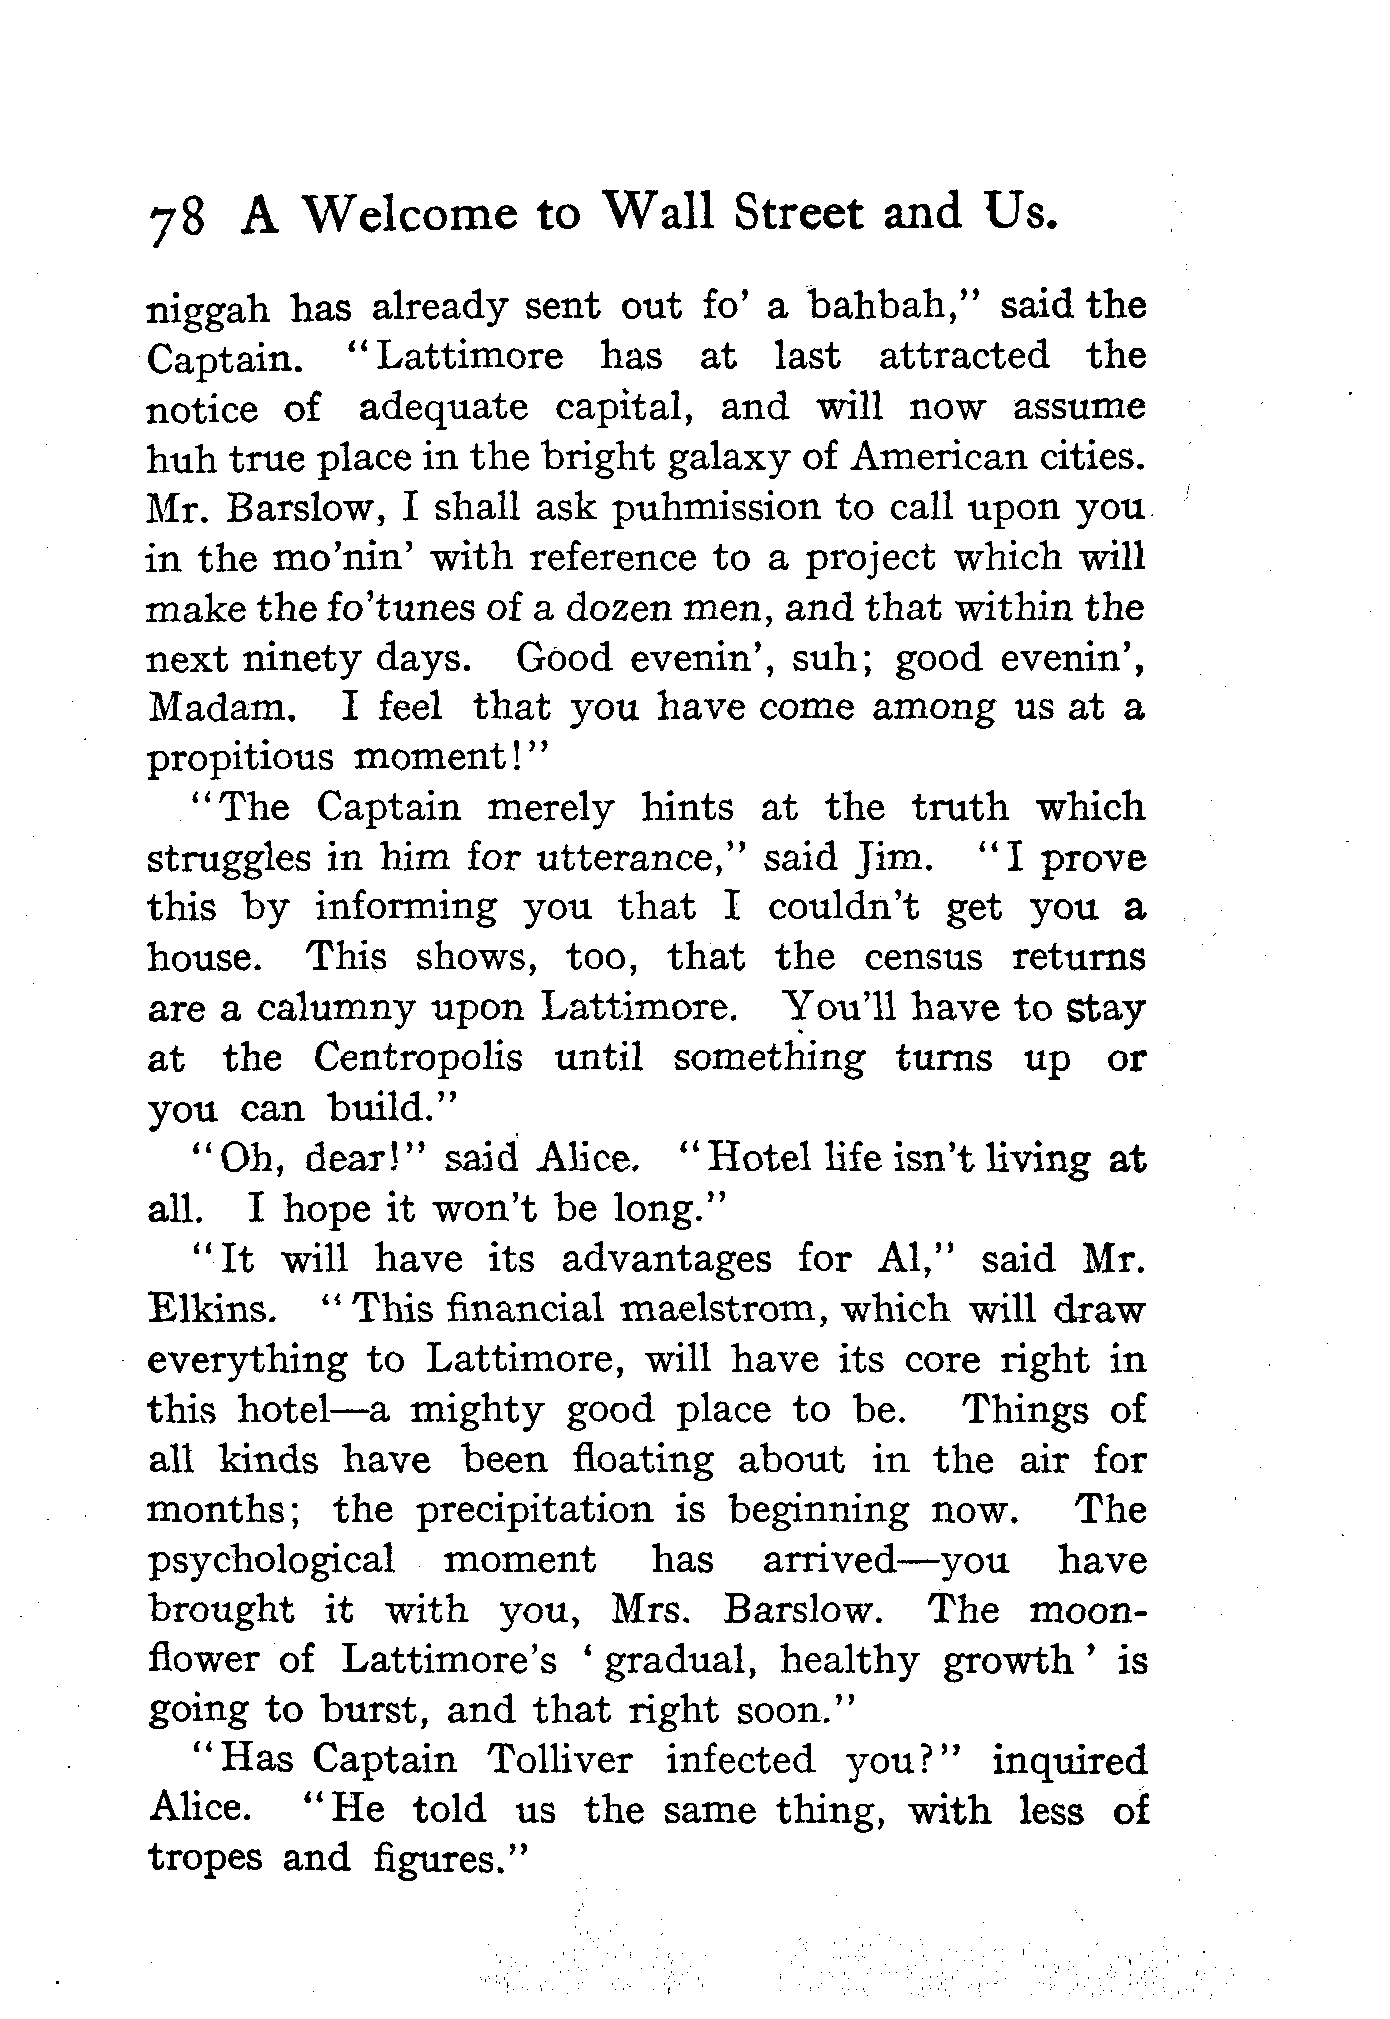 78 A Welcome to Wall Street and Us.
niggah has already sent out fo' a bahbah," said the
Captain. "Lattimore has at last attracted the
notice of adequate capital, and will now assume
huh true place in the bright galaxy of American cities.
Mr. Barslow, I shall ask puhmission to call upon you
in the mo'nin' with reference to a project which will
make the fo'tunes of a dozen men, and that within the
next ninety days. Good evenin', suh; good evenin',
Madam. I feel that you have come among us at a
propitious moment!"
"The Captain merely hints at the truth which
struggles in him for utterance," said Jim. "I prove
this by informing you that I couldn't get you a
house. This shows, too, that the census returns
are a calumny upon Lattimore. You'll have to stay
at the Centropolis until something turns up or
you can build."
"Oh, dear!" said Alice. "Hotel life isn't living at
all. I hope it won't be long."
"It will have its advantages for Al," said Mr.
Elkins. "This financial maelstrom, which will draw
everything to Lattimore, will have its core right in
this hotel—a mighty good place to be. Things of
all kinds have been floating about in the air for
months; the precipitation is beginning now. The
psychological moment has arrived—you have
brought it with you, Mrs. Barslow. The moon-
flower of Lattimore's 'gradual, healthy growth' is
going to burst, and that right soon."
"Has Captain Tolliver infected you?" inquired
Alice. "He told us the same thing, with less of
tropes and figures."